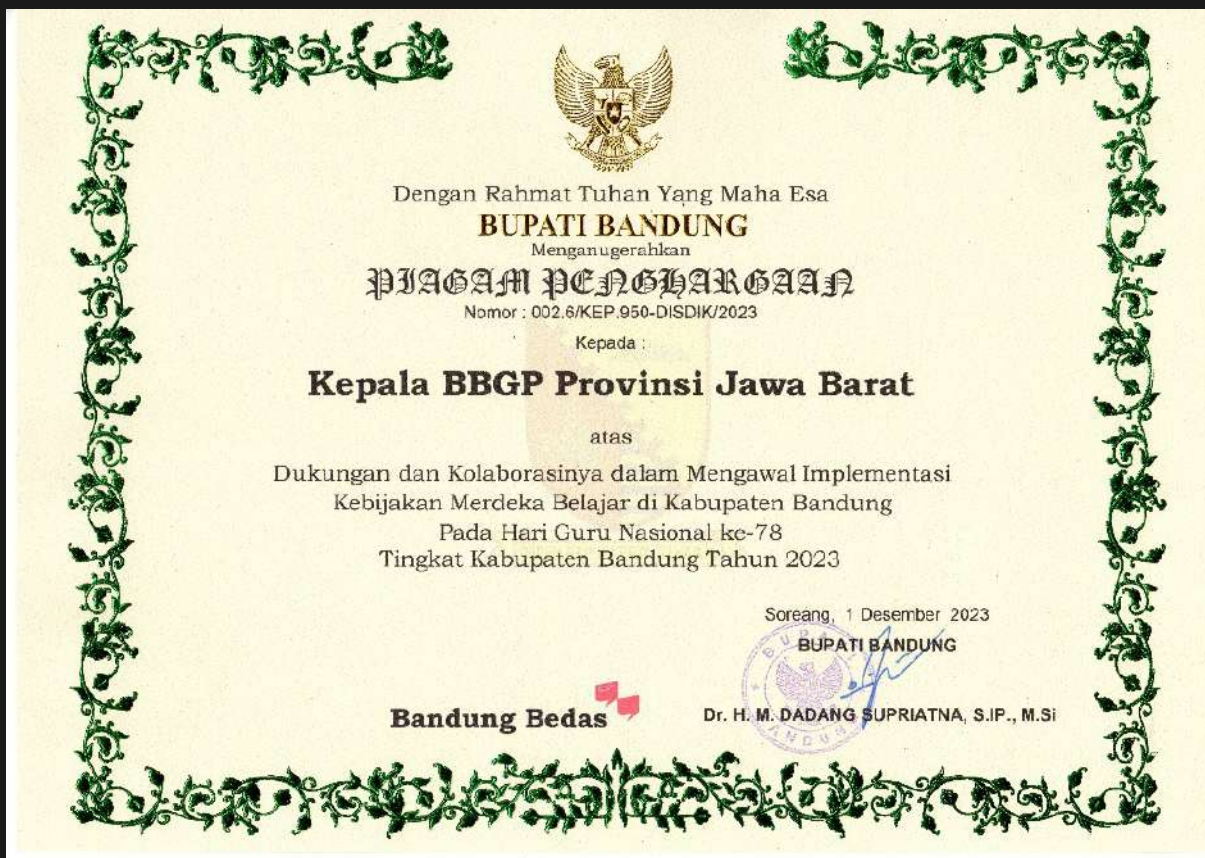 Dengan Rahmat Tuhan Yang Maha Esa
BUPATI BANDUNG
Menganugerahkan
PIAGAM PENGHARGAAN
Nomor : 002.6/KEP.950-DISDIK/2023
Kepada :
Kepala BBGP Provinsi Jawa Barat
atas
Dukungan dan Kolaborasinya dalam Mengawal Implementasi
Kebijakan Merdeka Belajar di Kabupaten Bandung
Pada Hari Guru Nasional ke-78
Tingkat Kabupaten Bandung Tahun 2023
Soreang, 1 Desember 2023
BUPATI BANDUNG
BUPATI
BANDUNG
Dr. H. M. DADANG SUPRIATNA, S.IP., M.Si
Bandung Bedas